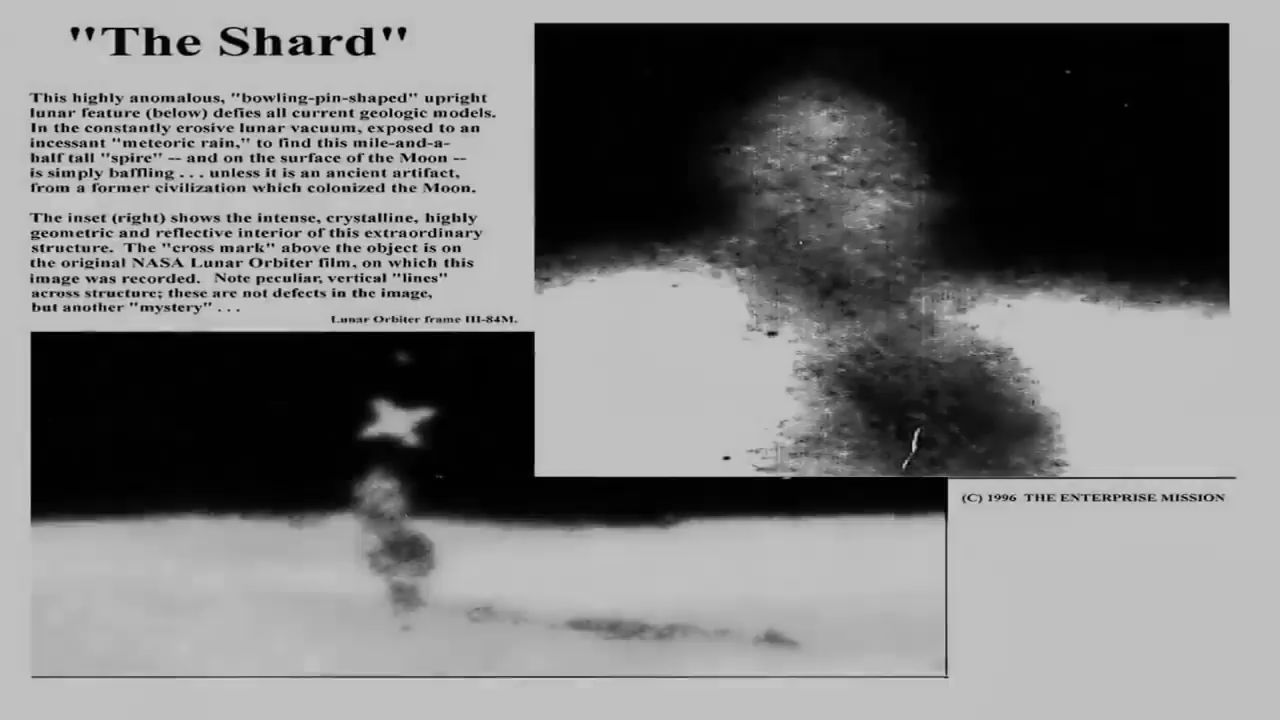 "The Shard"
This highly anomalous, "bowling-pin-shaped" upright
lunar feature (below) defies all current geologic models.
In the constantly erosive lunar vacuum, exposed to an
incessant "meteoric rain," to find this mile-and-a-
half tall "spire" -- and on the surface of the Moon --
is simply baffling . . . unless it is an ancient artifact,
from a former civilization which colonized the Moon.
The inset (right) shows the intense, crystalline, highly
geometric and reflective interior of this extraordinary
structure. The "cross mark" above the object is on
the original NASA Lunar Orbiter film, on which this
image was recorded. Note peculiar, vertical "lines"
across structure; these are not defects in the image,
but another "mystery" . . .
Lunar Orbiter frame III-84M.
(C) 1996 THE ENTERPRISE MISSION